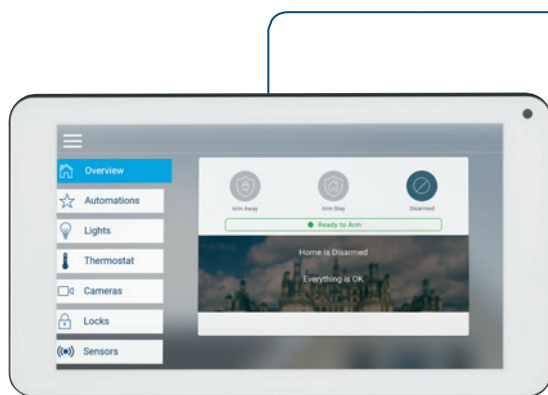 Overview
Automations
Lights
Thermostat
Cameras
Locks
Sensors
Arm Away
Arm Stay
Disarmed
Ready to Arm
Home is Disarmed
Everything is OK